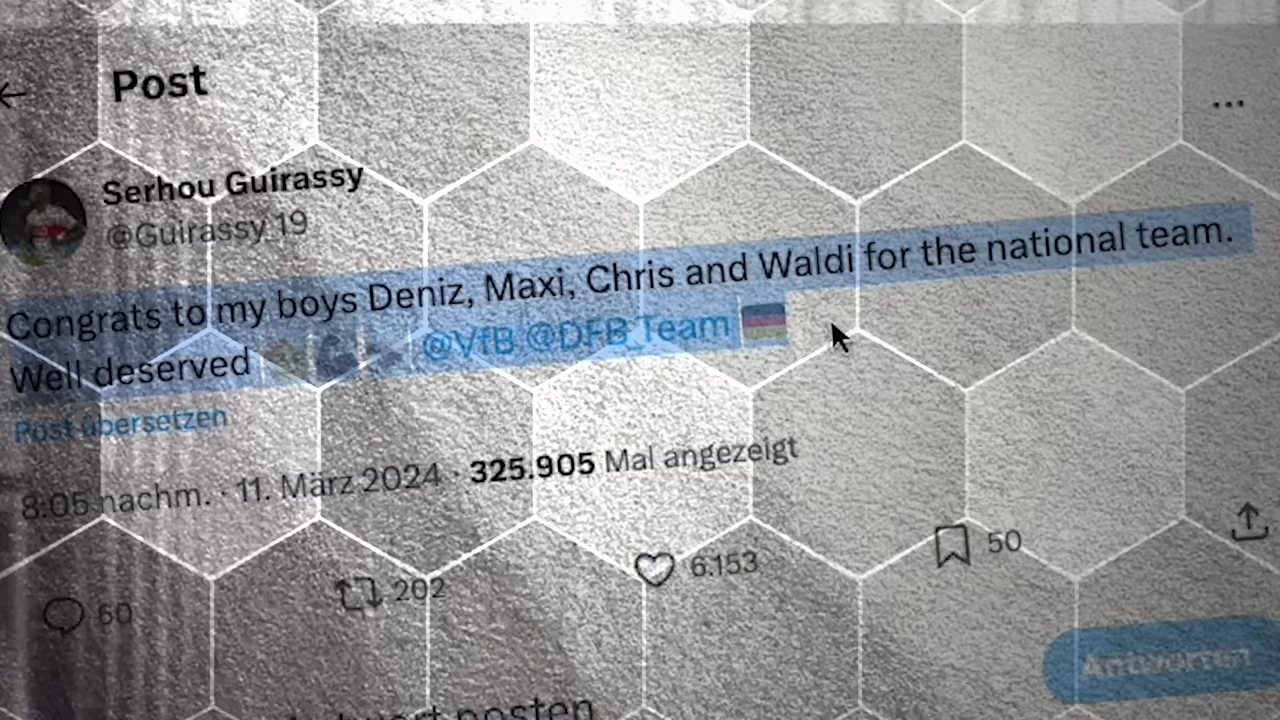 Post
Serhou Guirassy
@Guirassy_19
Congrats to my boys Deniz, Maxi, Chris and Waldi for the national team.
Well deserved @VfB @DFB_Team
Post übersetzen
8:05 nachm. · 11. März 2024 · 325.905 Mal angezeigt
50 202 6.153 50
Antworten
posten